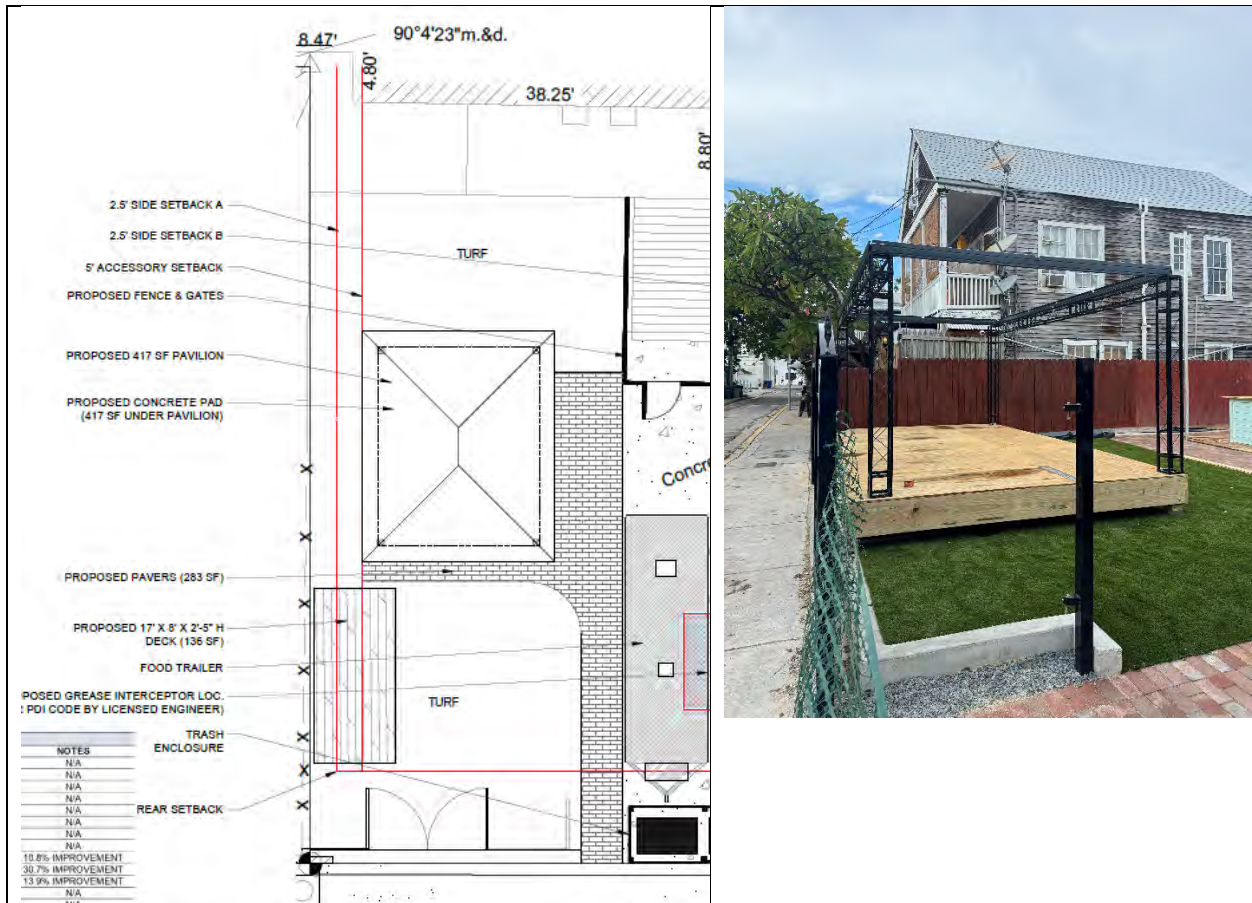 8.47'
90°4'23"m.&d.
4.80'
38.25'
8.80'
2.5' SIDE SETBACK A
2.5' SIDE SETBACK B
TURF
5' ACCESSORY SETBACK
PROPOSED FENCE & GATES
PROPOSED 417 SF PAVILION
PROPOSED CONCRETE PAD
(417 SF UNDER PAVILION)
Concre
PROPOSED PAVERS (283 SF)
PROPOSED 17' X 8' X 2'-5" H
DECK (136 SF)
FOOD TRAILER
POSED GREASE INTERCEPTOR LOC.
PDI CODE BY LICENSED ENGINEER)
TURF
TRASH
ENCLOSURE
NOTES
N/A
N/A
N/A
N/A
N/A
N/A
N/A
N/A
REAR SETBACK
10.8% IMPROVEMENT
30.7% IMPROVEMENT
13.9% IMPROVEMENT
N/A